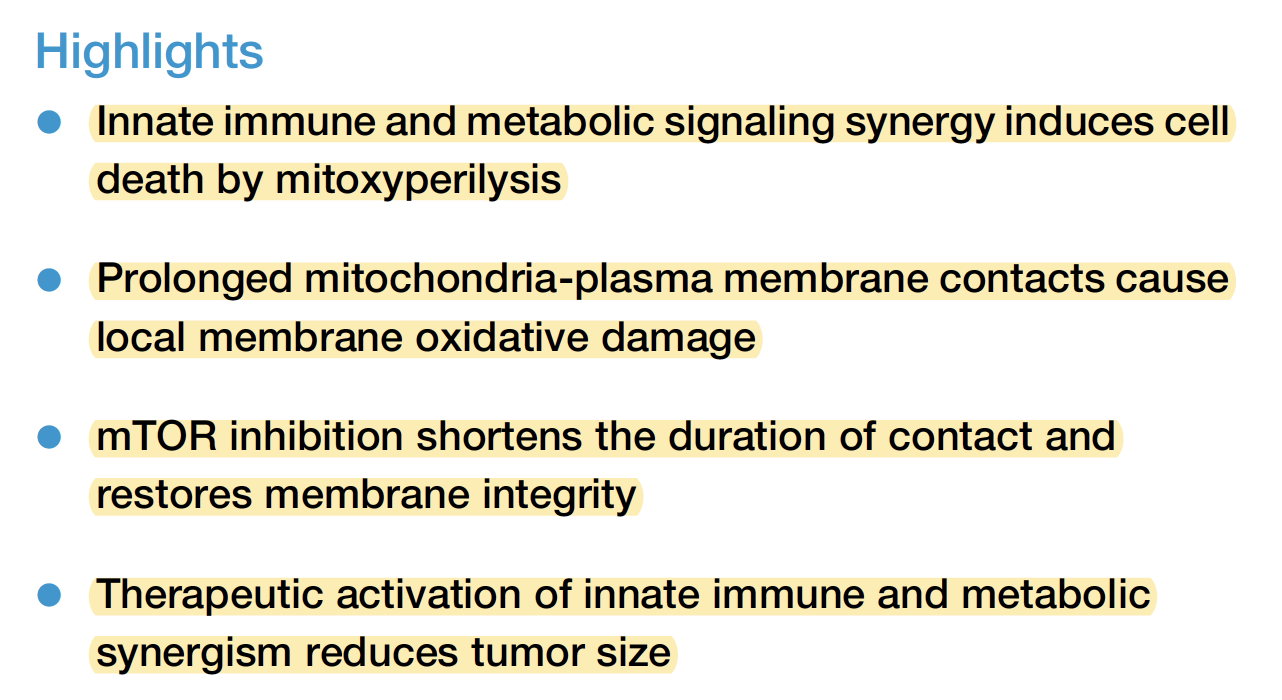 Highlights
Innate immune and metabolic signaling synergy induces cell
death by mitoxyperilysis
Prolonged mitochondria-plasma membrane contacts cause
local membrane oxidative damage
mTOR inhibition shortens the duration of contact and
restores membrane integrity
Therapeutic activation of innate immune and metabolic
synergism reduces tumor size